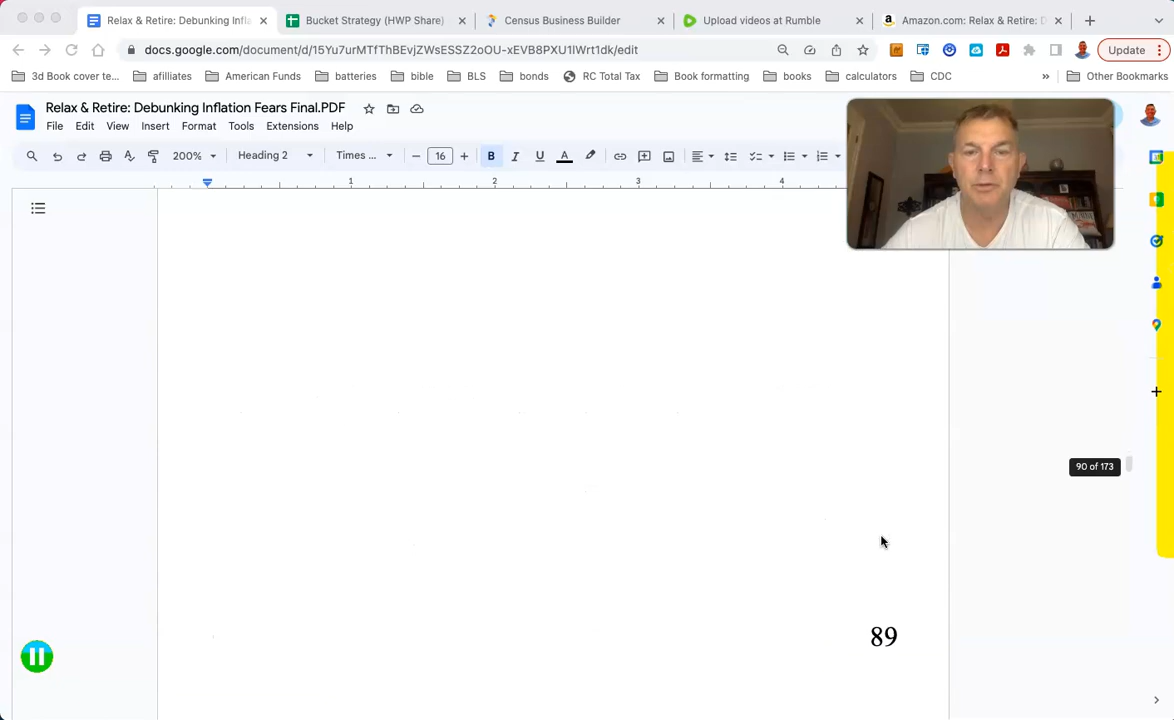 Relax & Retire: Debunking Infla
Bucket Strategy (HWP Share)
Census Business Builder
Upload videos at Rumble
Amazon.com: Relax & Retire: D
docs.google.com/document/d/15Yu7urMTfThBEvjZWsESSZ2oOU-xEVB8PXU1IWrt1dk/edit
Update
3d Book cover te...
afiliiates
American Funds
batteries
bible
BLS
bonds
RC Total Tax
Book formatting
books
calculators
CDC
»
Other Bookmarks
Relax & Retire: Debunking Inflation Fears Final.PDF
File Edit View Insert Format Tools Extensions Help
200% Heading 2 Times ... − 16 + B I U A
1 2 3 4
90 of 173
89